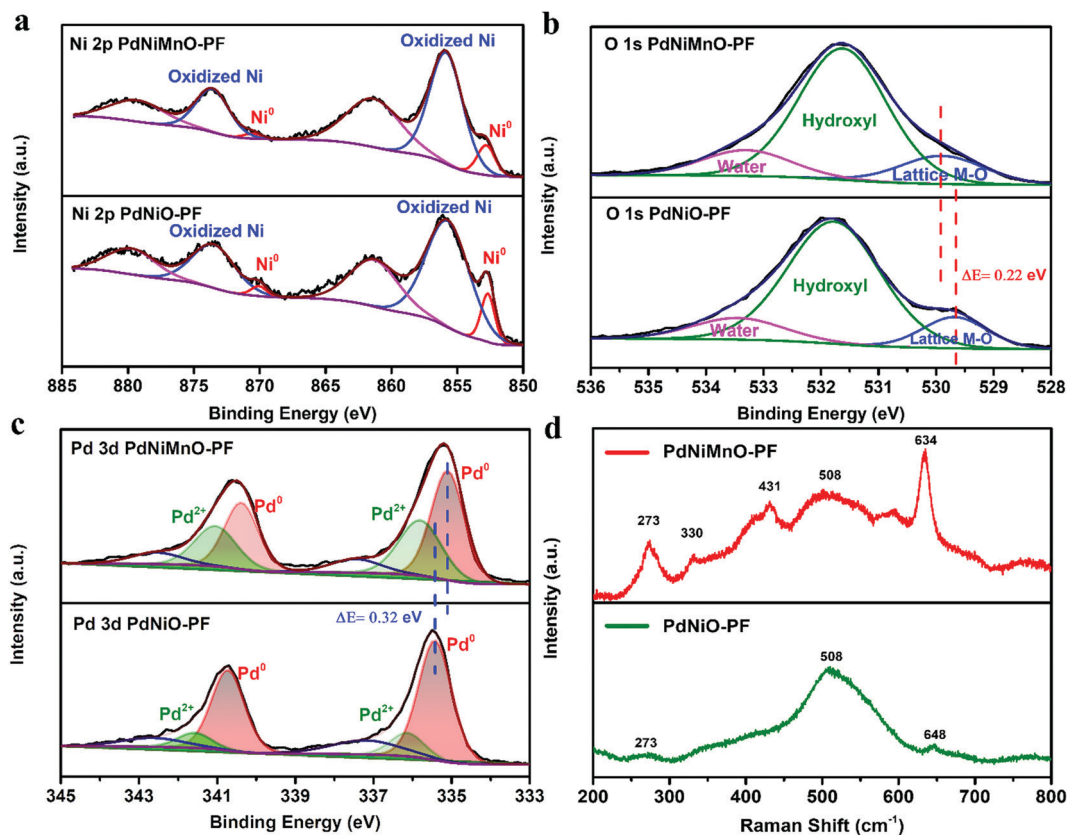 a
Ni 2p PdNiMnO-PF
Oxidized Ni
Oxidized Ni
Ni⁰
Ni⁰
Ni 2p PdNiO-PF
Oxidized Ni
Oxidized Ni
Ni⁰
Ni⁰
Intensity (a.u.)
Intensity (a.u.)
885 880 875 870 865 860 855 850
Binding Energy (eV)
b
O 1s PdNiMnO-PF
Hydroxyl
Water
Lattice M-O
O 1s PdNiO-PF
Hydroxyl
Water
Lattice M-O
ΔE= 0.22 eV
Intensity (a.u.)
Intensity (a.u.)
536 535 534 533 532 531 530 529 528
Binding Energy (eV)
c
Pd 3d PdNiMnO-PF
Pd²⁺
Pd⁰
Pd²⁺
Pd⁰
Pd 3d PdNiO-PF
ΔE= 0.32 eV
Pd²⁺
Pd⁰
Pd²⁺
Pd⁰
Intensity (a.u.)
Intensity (a.u.)
345 343 341 339 337 335 333
Binding Energy (eV)
d
PdNiMnO-PF
273
330
431
508
634
PdNiO-PF
273
508
648
Intensity (a.u.)
Intensity (a.u.)
200 300 400 500 600 700 800
Raman Shift (cm⁻¹)